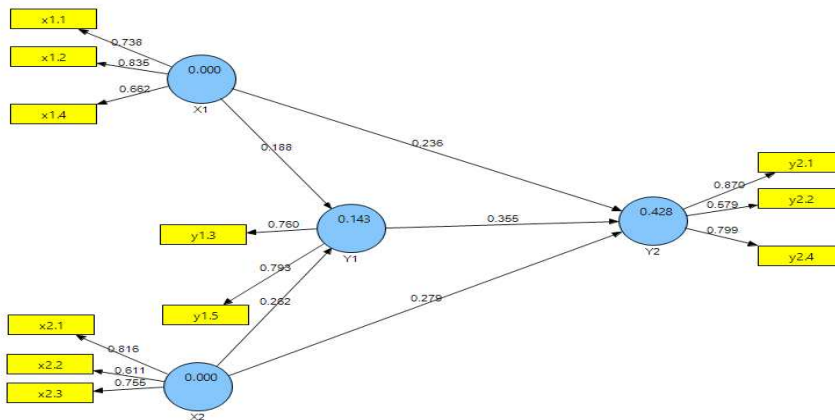 x1.1
0.738
x1.2
0.835
0.000
0.662
x1.4
X1
0.188
0.236
y2.1
0.870
y2.2
0.579
0.428
0.799
y2.4
Y2
0.143
0.355
y1.3
0.760
Y1
0.793
0.262
0.279
y1.5
x2.1
0.816
x2.2
0.611
0.000
x2.3
0.755
X2